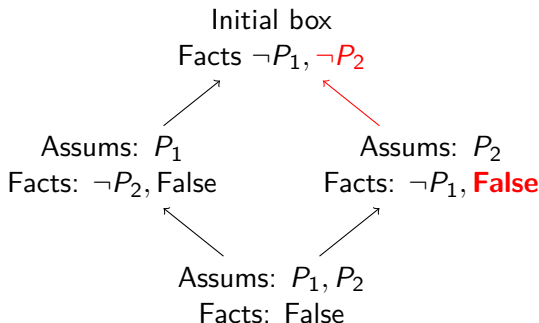 Initial box
Facts ¬P₁, ¬P₂
Assums: P₁
Facts: ¬P₂, False
Assums: P₂
Facts: ¬P₁, False
Assums: P₁, P₂
Facts: False